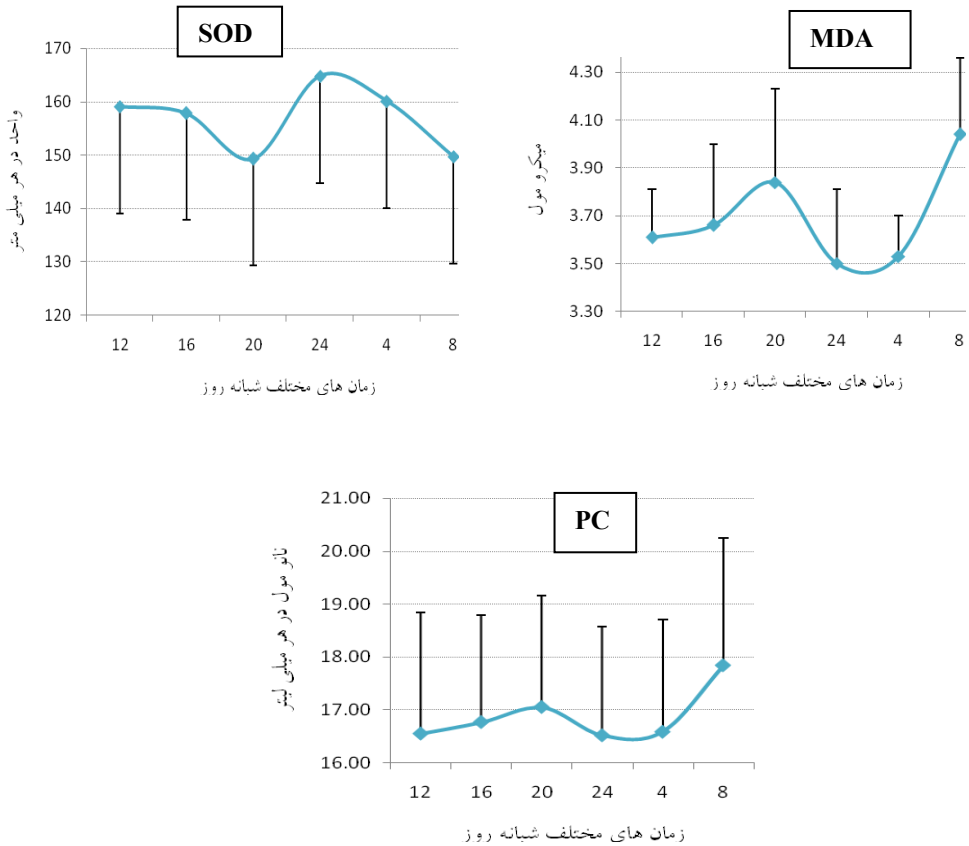 SOD
170
160
150
140
130
120
12 16 20 24 4 8
واحد در هر میلی متر
زمان های مختلف شبانه روز
MDA
4.30
4.10
3.90
3.70
3.50
3.30
12 16 20 24 4 8
میکرو مول
زمان های مختلف شبانه روز
PC
21.00
20.00
19.00
18.00
17.00
16.00
12 16 20 24 4 8
نانو مول در هر میلی لیتر
زمان های مختلف شبانه روز